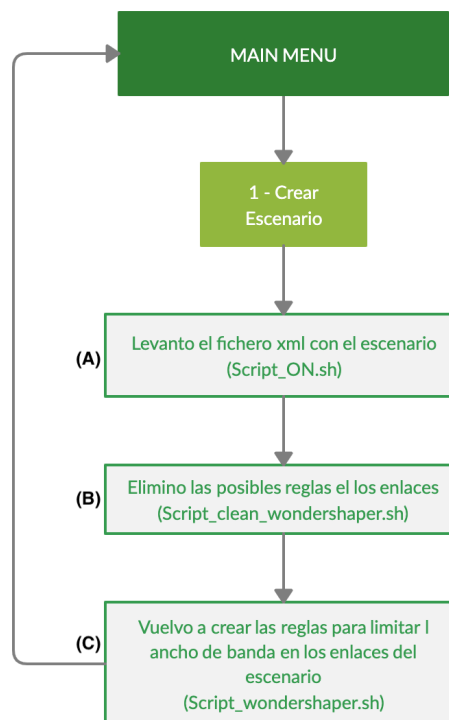 MAIN MENU
1 - Crear
Escenario
(A)
Levanto el fichero xml con el escenario
(Script_ON.sh)
(B)
Elimino las posibles reglas el los enlaces
(Script_clean_wondershaper.sh)
(C)
Vuelvo a crear las reglas para limitar l
ancho de banda en los enlaces del
escenario
(Script_wondershaper.sh)